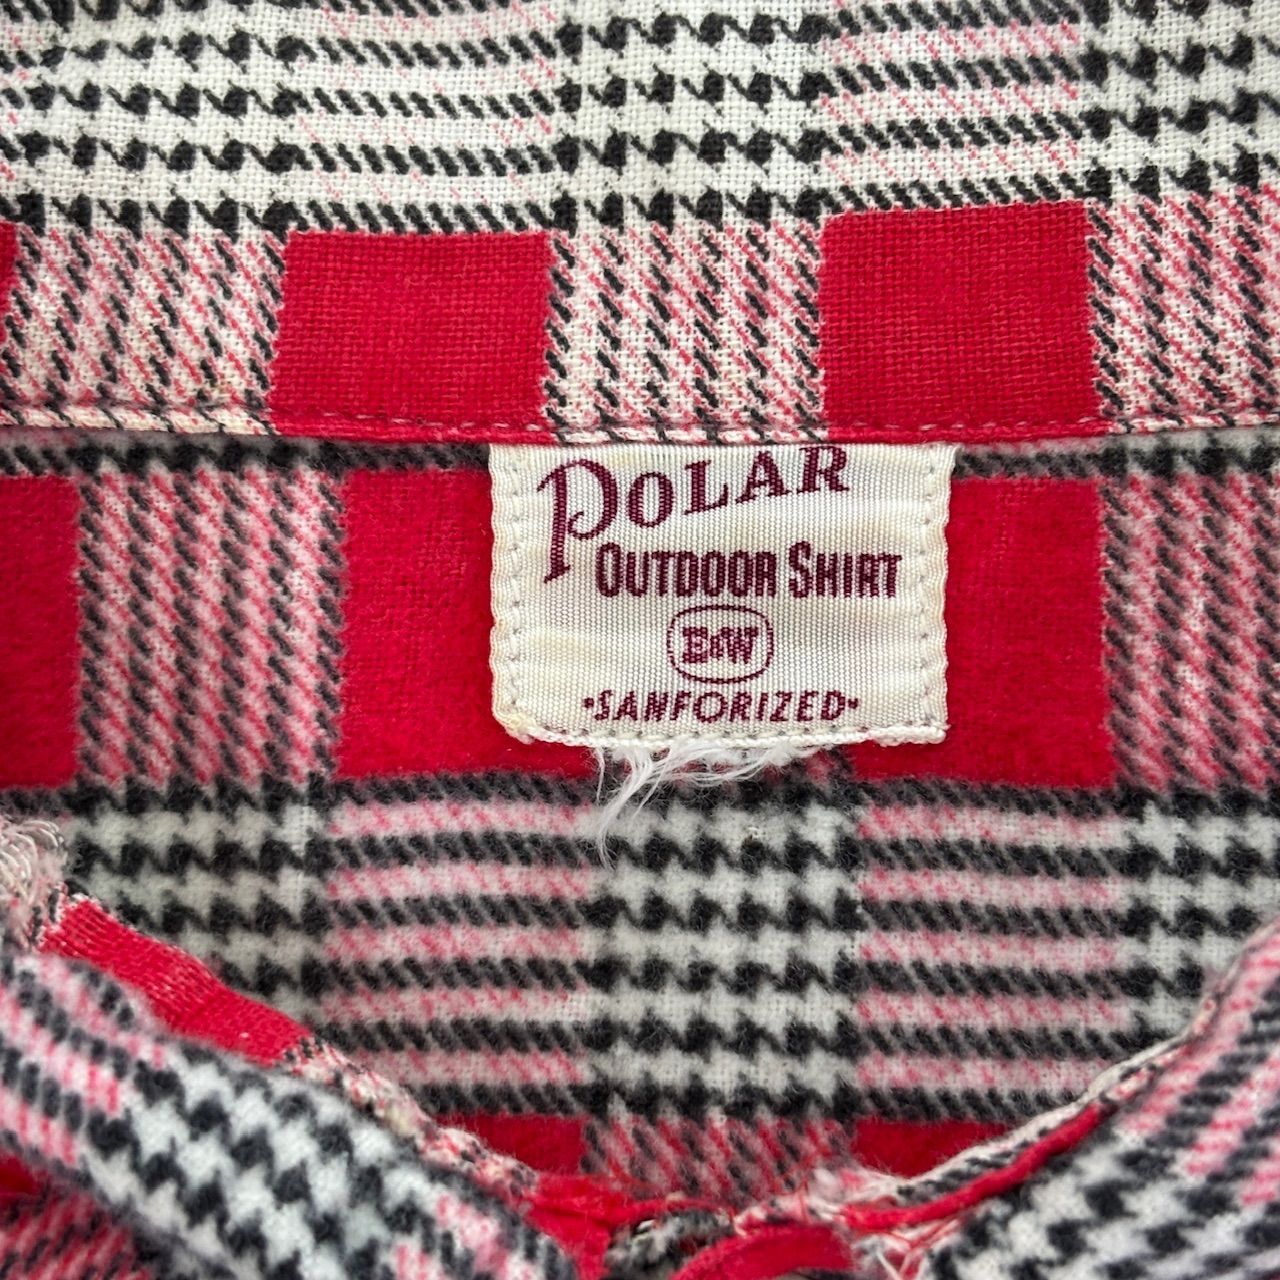 POLAR
OUTDOOR SHIRT
B&W
•SANFORIZED•